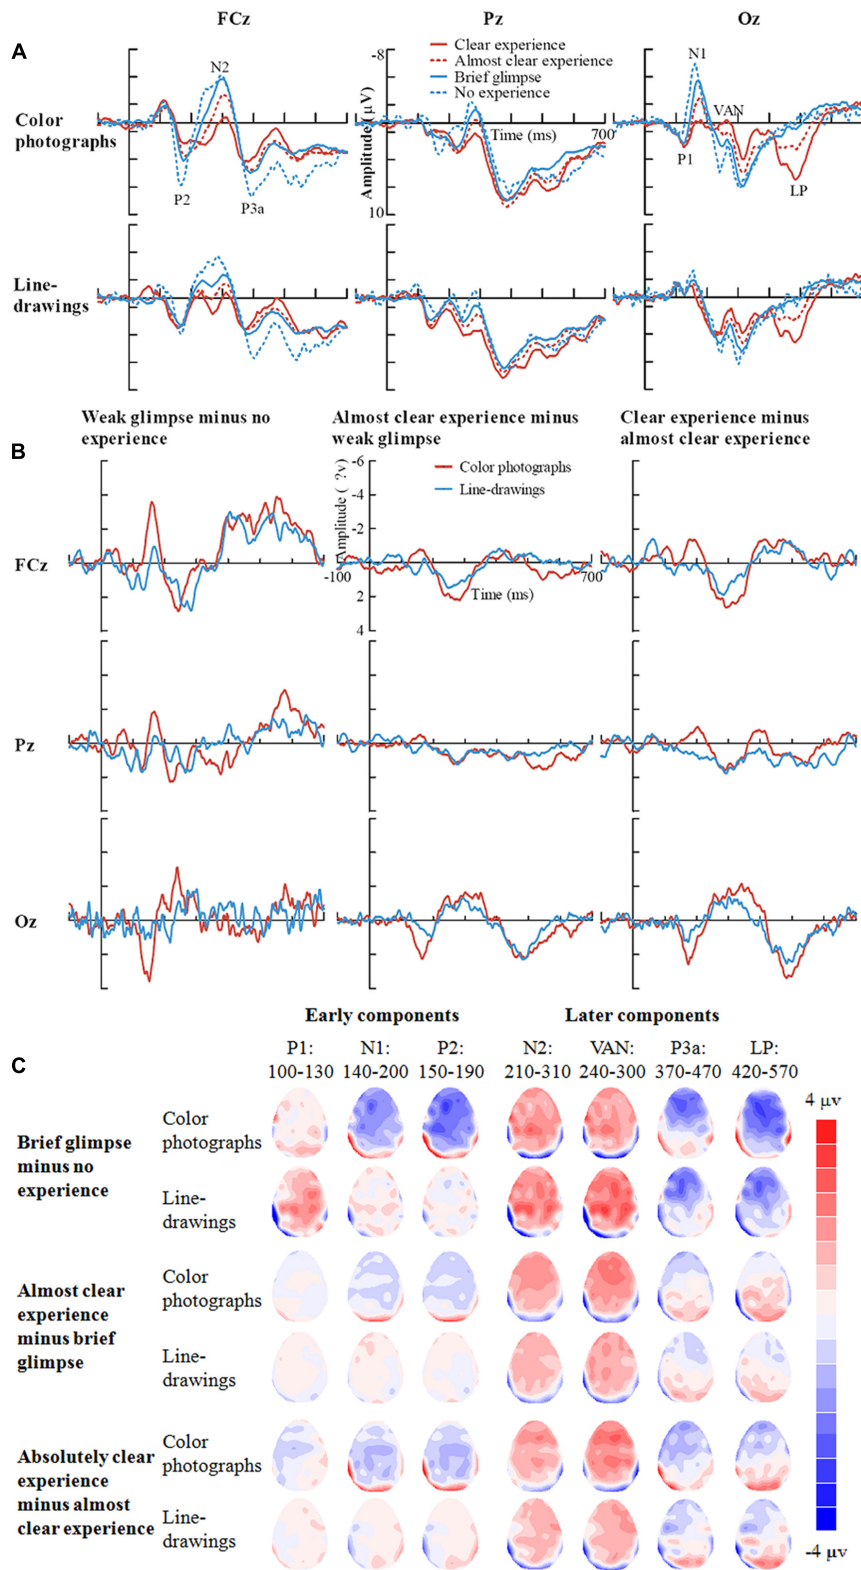 FCz
Pz
Oz
A
-8
Clear experience
Almost clear experience
Brief glimpse
No experience
N2
N1
VAN
Color
photographs
Amplitude (μV)
Time (ms)
700
P2
P3a
10
P1
LP
Line-
drawings
Weak glimpse minus no
experience
Almost clear experience minus
weak glimpse
Clear experience minus
almost clear experience
B
-6
-4
-2
2
4
Amplitude ( ?v)
Color photographs
Line-drawings
FCz
-100
700
Time (ms)
Pz
Oz
Early components
Later components
C
P1:
100-130
N1:
140-200
P2:
150-190
N2:
210-310
VAN:
240-300
P3a:
370-470
LP:
420-570
4 μv
Brief glimpse
minus no
experience
Color
photographs
Line-
drawings
Almost clear
experience
minus brief
glimpse
Color
photographs
Line-
drawings
Absolutely clear
experience
minus almost
clear experience
Color
photographs
Line-
drawings
-4 μv